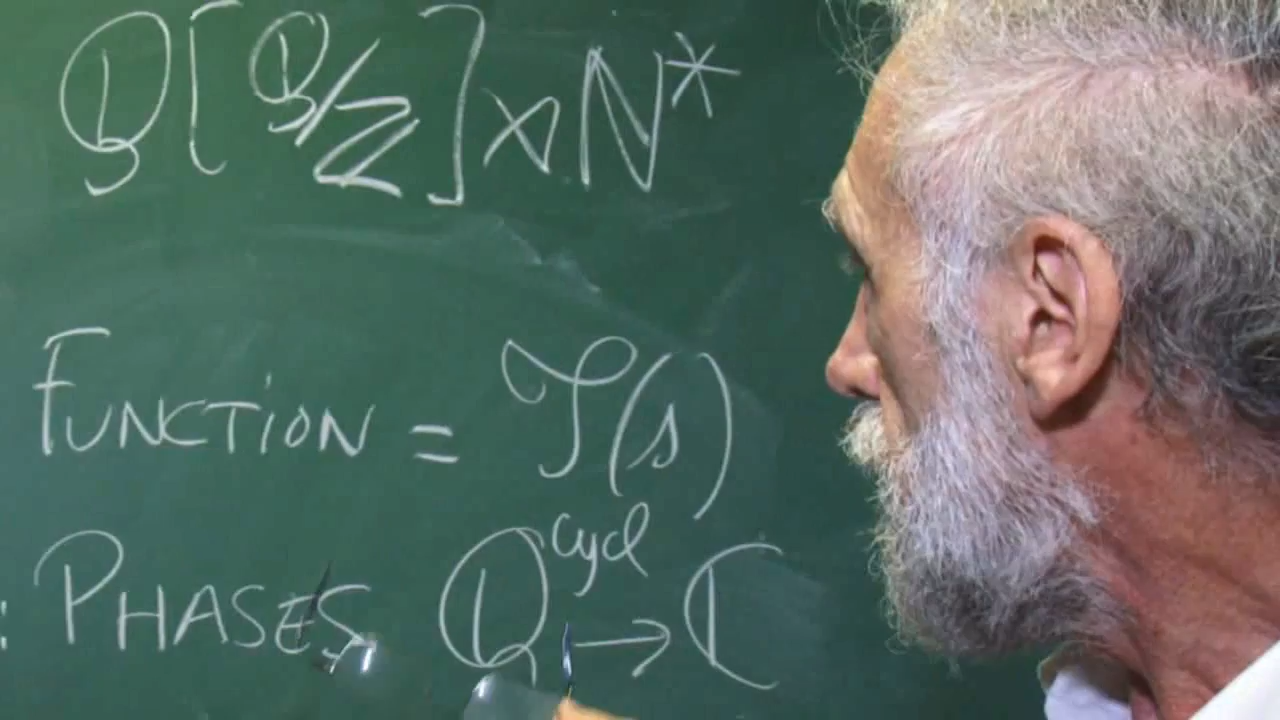 ℚ[ℚ/ℤ]⋊ℕ*
FUNCTION = ζ(s)
: PHASES ℚ^cycl → ℂ